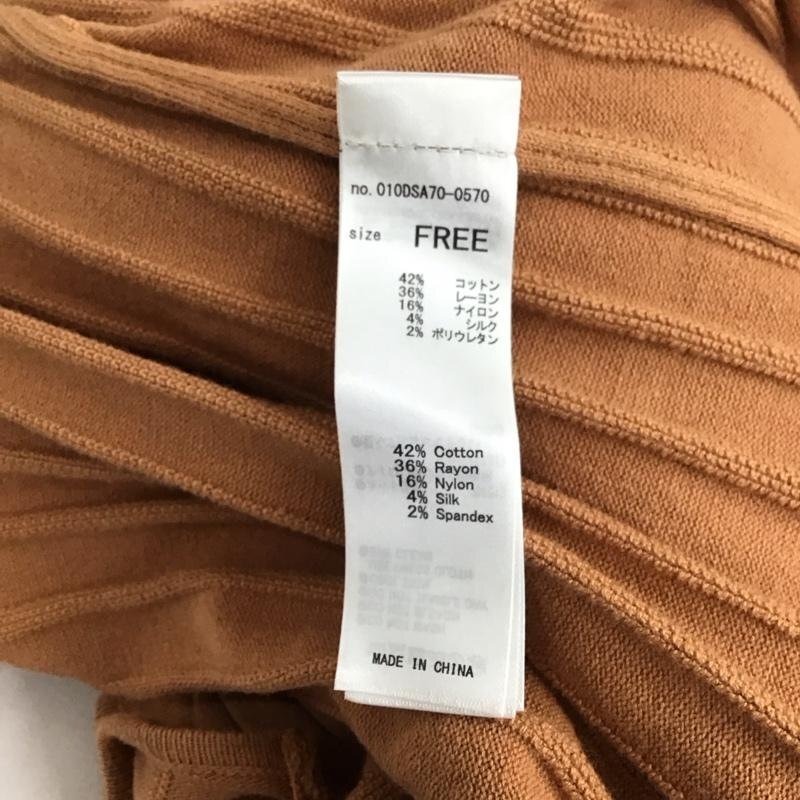 no. 010DSA70-0570
size FREE
42% コットン
36% レーヨン
16% ナイロン
4% シルク
2% ポリウレタン
42% Cotton
36% Rayon
16% Nylon
4% Silk
2% Spandex
MADE IN CHINA